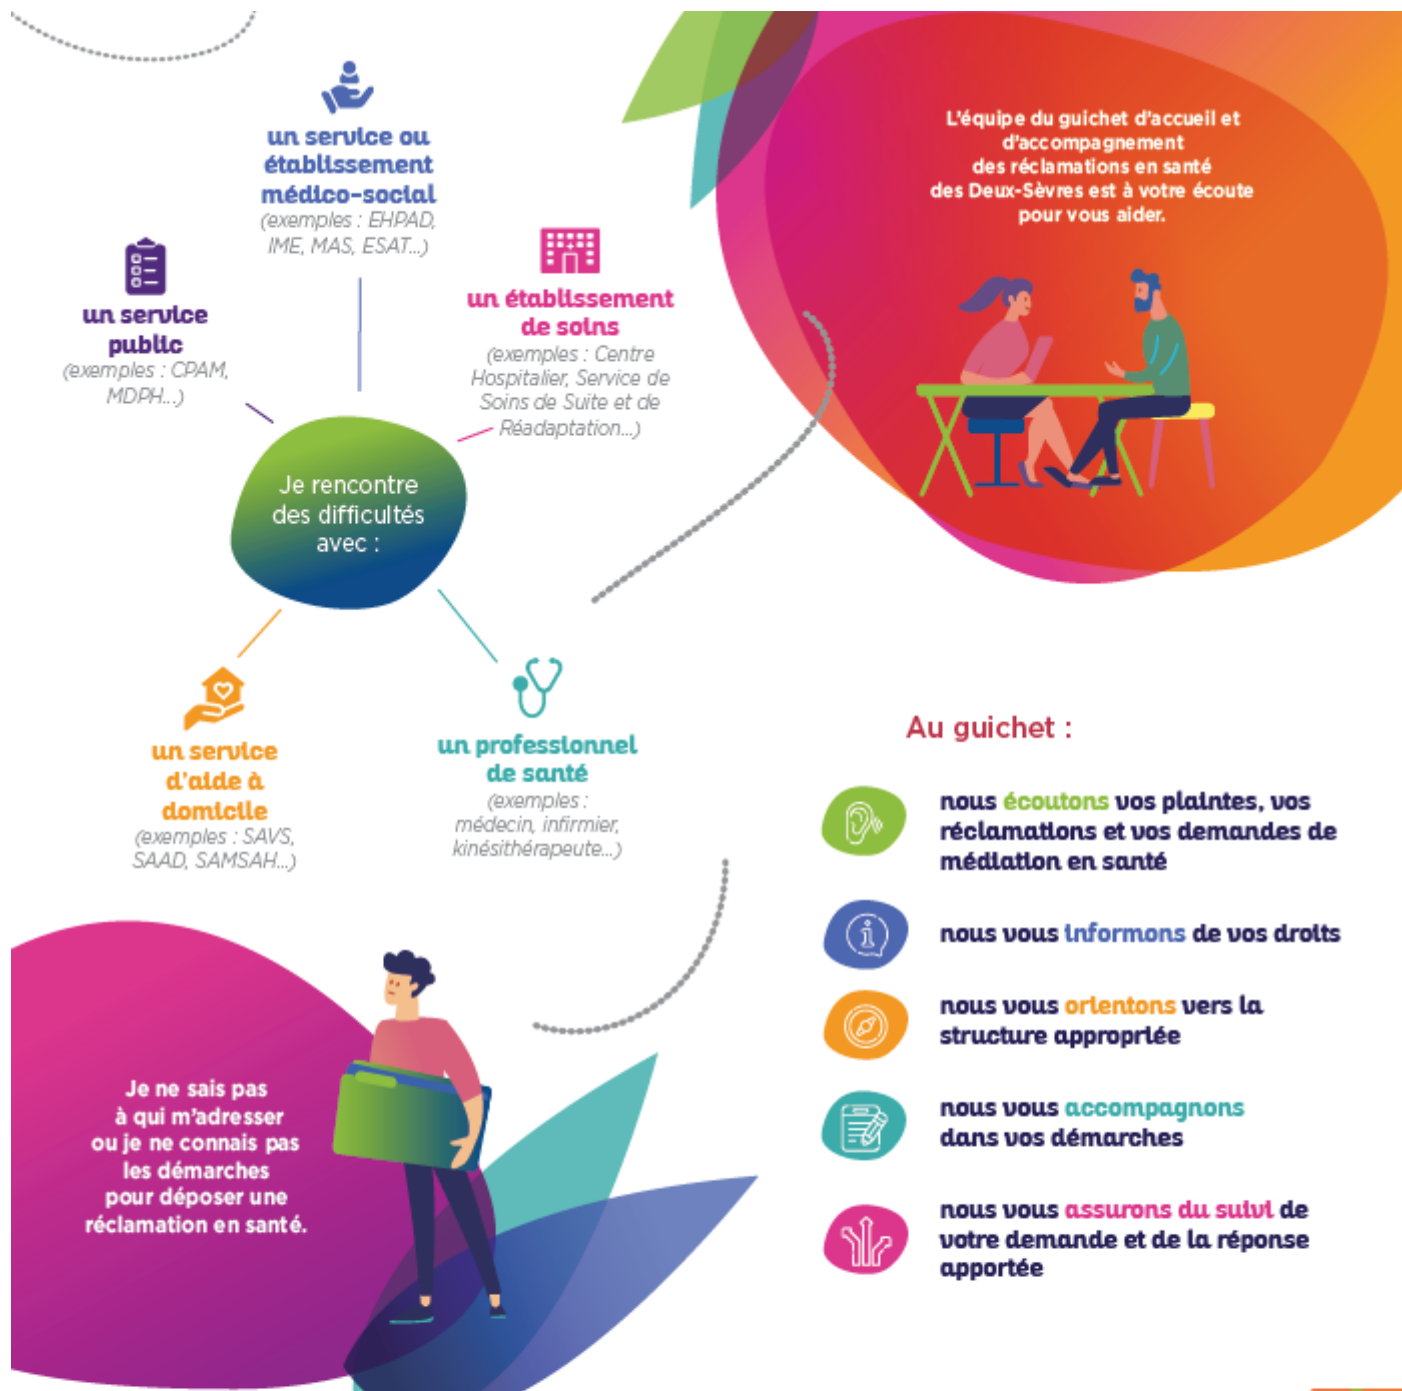 un service ou
établissement
médico-social
(exemples : EHPAD,
IME, MAS, ESAT...)
un service
public
(exemples : CPAM,
MDPH...)
un établissement
de soins
(exemples : Centre
Hospitalier, Service de
Soins de Suite et de
Réadaptation...)
Je rencontre
des difficultés
avec :
un service
d'aide à
domicile
(exemples : SAVS,
SAAD, SAMSAH...)
un professionnel
de santé
(exemples :
médecin, infirmier,
kinésithérapeute...)
Je ne sais pas
à qui m'adresser
ou je ne connais pas
les démarches
pour déposer une
réclamation en santé.
L'équipe du guichet d'accueil et
d'accompagnement
des réclamations en santé
des Deux-Sèvres est à votre écoute
pour vous aider.
Au guichet :
nous écoutons vos plaintes, vos
réclamations et vos demandes de
médiation en santé
nous vous informons de vos droits
nous vous orientons vers la
structure appropriée
nous vous accompagnons
dans vos démarches
nous vous assurons du suivi de
votre demande et de la réponse
apportée